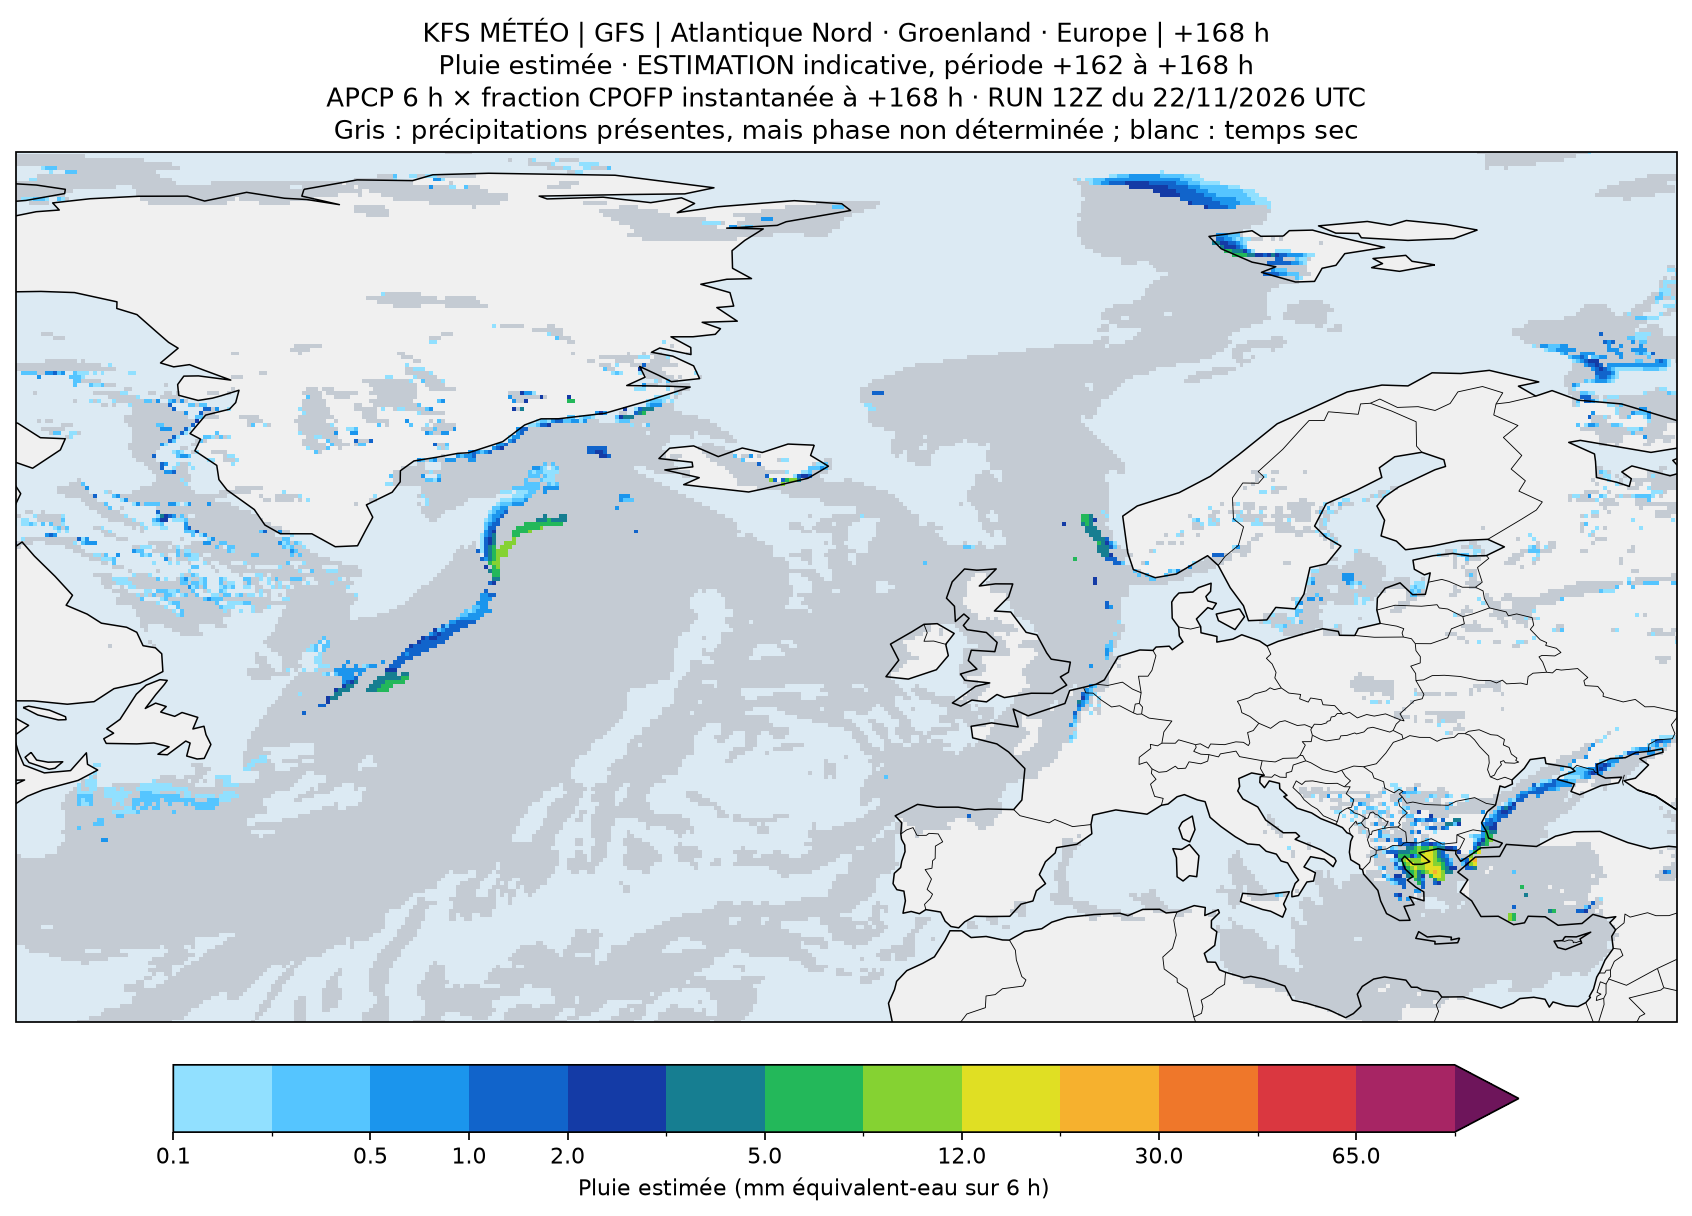 KFS MÉTÉO | GFS | Atlantique Nord · Groenland · Europe | +168 h
Pluie estimée · ESTIMATION indicative, période +162 à +168 h
APCP 6 h × fraction CPOFP instantanée à +168 h · RUN 12Z du 22/11/2026 UTC
Gris : précipitations présentes, mais phase non déterminée ; blanc : temps sec
0.1 0.5 1.0 2.0 5.0 12.0 30.0 65.0
Pluie estimée (mm équivalent-eau sur 6 h)